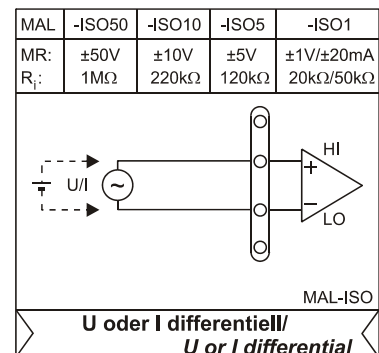 MAL -ISO50 -ISO10 -ISO5 -ISO1
MR: ±50V ±10V ±5V ±1V/±20mA
Ri: 1MΩ 220kΩ 120kΩ 20kΩ/50kΩ
HI
U/I ~ +
−
LO
MAL-ISO
U oder I differentiell/
U or I differential